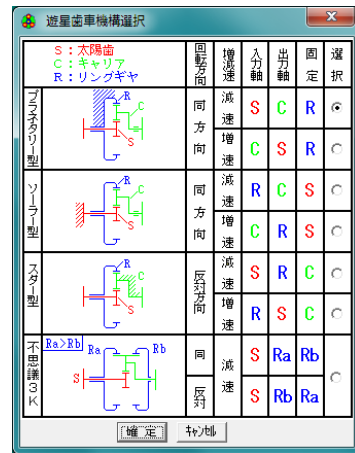 遊星歯車機構選択
S：太陽歯
C：キャリア
R：リングギヤ
回転方向 増減速 入力軸 出力軸 固定 選択
プラネタリー型 R C S 同方向 減速 S C R
増速 C S R
ソーラー型 R C S 同方向 減速 R C S
増速 C R S
スター型 R C S 反対方向 減速 S R C
増速 R S C
不思議3K Ra>Rb Ra Rb S 同 減速 S Ra Rb
反対 S Rb Ra
確定 ｷｬﾝｾﾙ